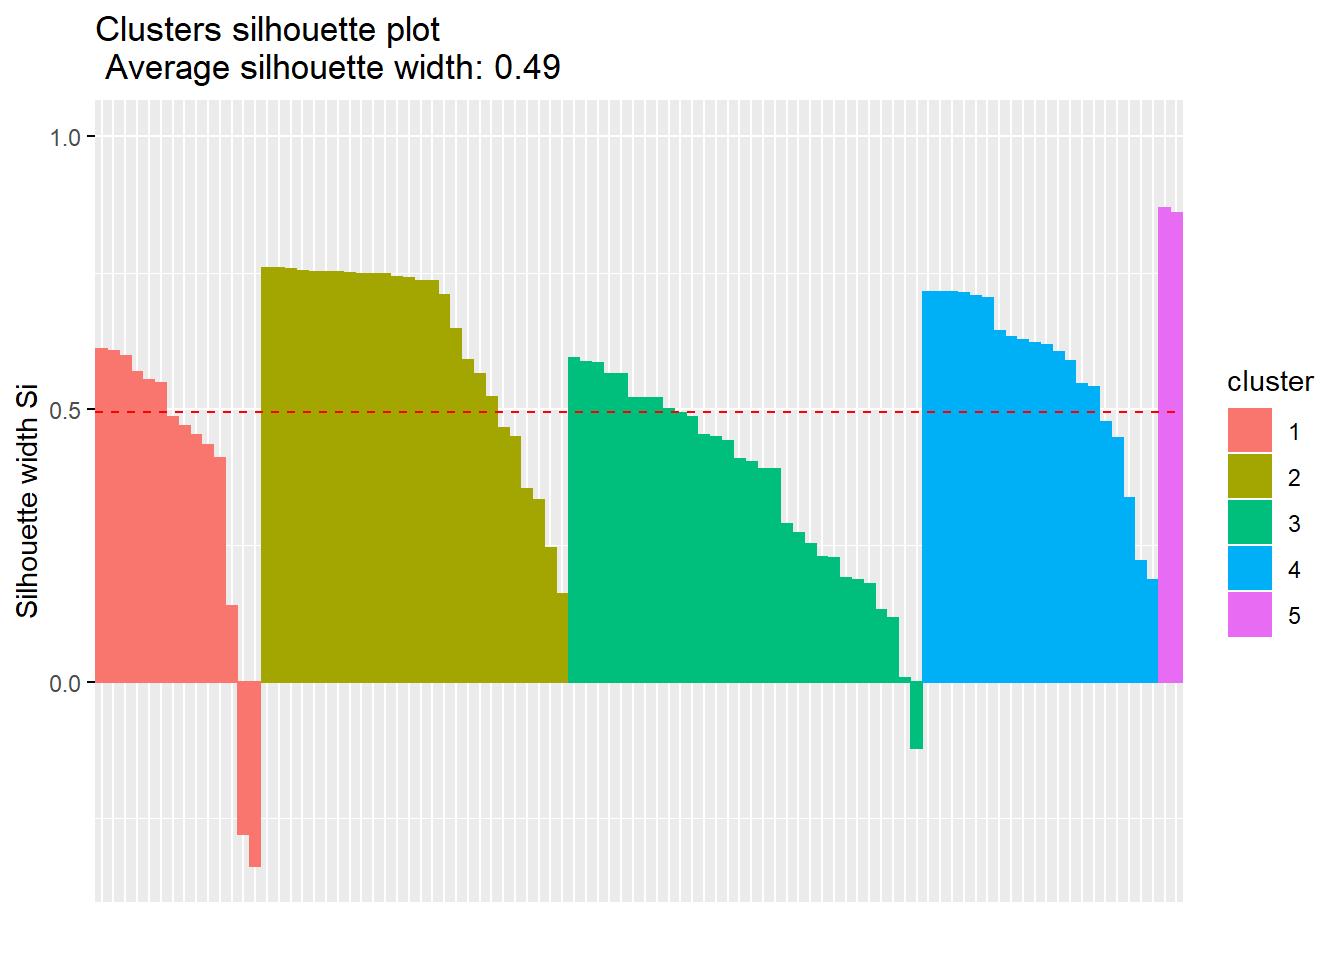 Clusters silhouette plot
Average silhouette width: 0.49
Silhouette width Si
1.0
0.5
0.0
cluster
1
2
3
4
5